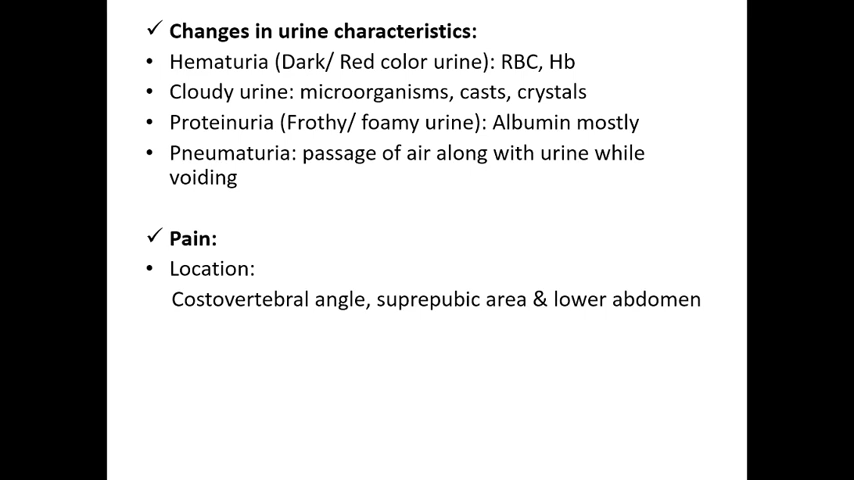 ✓ Changes in urine characteristics:
• Hematuria (Dark/ Red color urine): RBC, Hb
• Cloudy urine: microorganisms, casts, crystals
• Proteinuria (Frothy/ foamy urine): Albumin mostly
• Pneumaturia: passage of air along with urine while
voiding
✓ Pain:
• Location:
Costovertebral angle, suprepubic area & lower abdomen